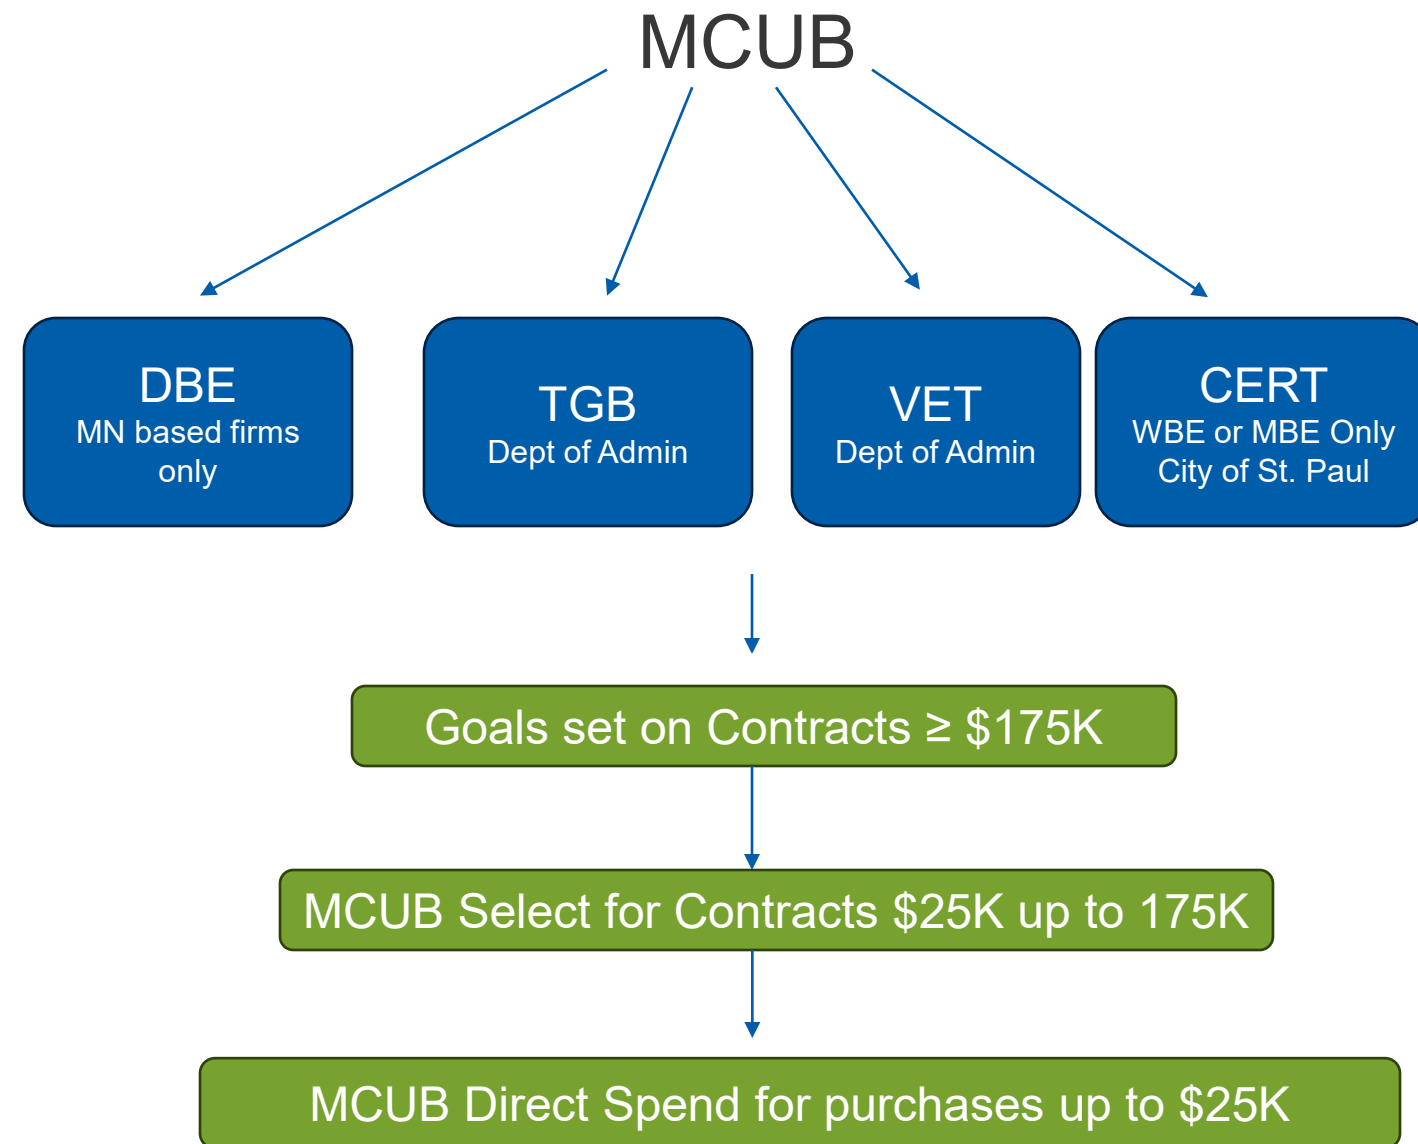 MCUB
DBE
MN based firms
only
TGB
Dept of Admin
VET
Dept of Admin
CERT
WBE or MBE Only
City of St. Paul
Goals set on Contracts ≥ $175K
MCUB Select for Contracts $25K up to 175K
MCUB Direct Spend for purchases up to $25K